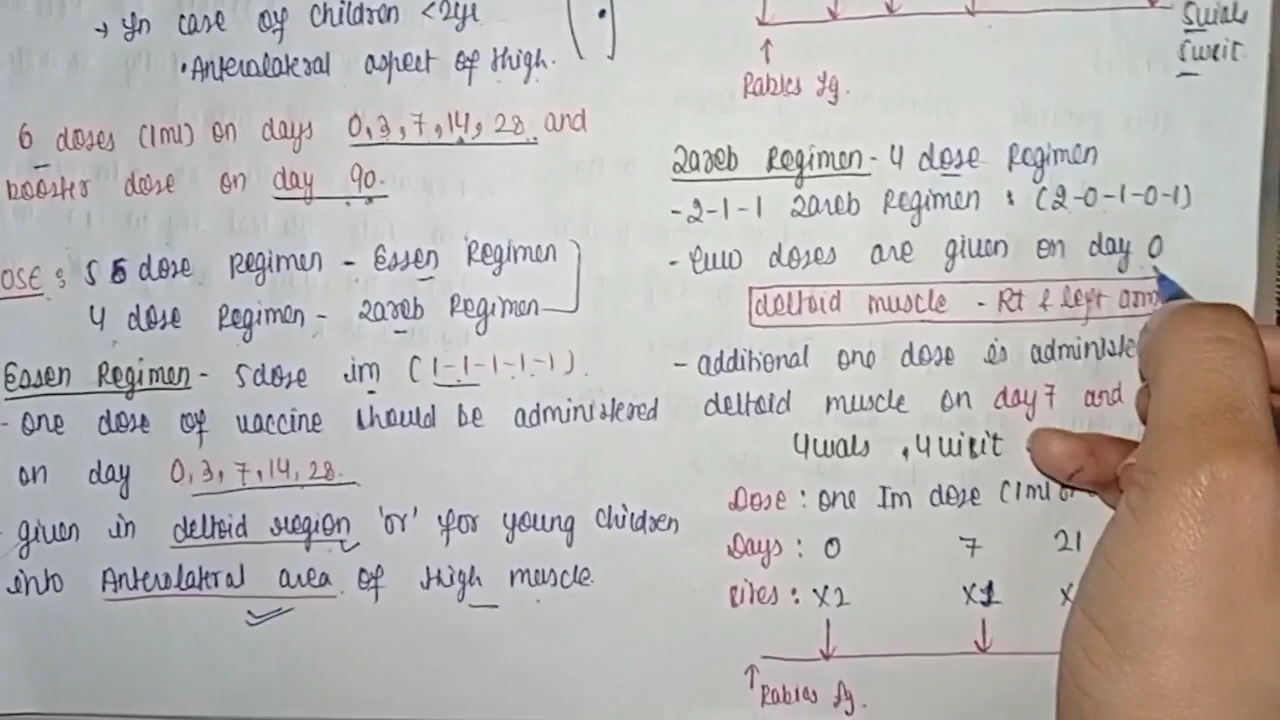 → In case of children <2yr
• Anterolateral aspect of thigh.
6 doses (1ml) on days 0, 3, 7, 14, 28 and
booster dose on day 90.
OSE : 5 dose Regimen - Essen Regimen
4 dose Regimen - Zareb Regimen
Essen Regimen - 5dose im (1-1-1-1-1).
- one dose of vaccine should be administered
on day 0, 3, 7, 14, 28.
given in deltoid region 'or' for young children
into Anterolateral area of thigh muscle.
5vials
5visit.
Rabies Ig.
Zareb Regimen - 4 dose Regimen
- 2-1-1 Zareb Regimen : (2-0-1-0-1)
- two doses are given on day 0
deltoid muscle - Rt & left arm
- additional one dose is administe
deltoid muscle on day 7 and
4vials , 4visit
Dose : one Im dose (1ml
Days : 0 7 21
Sites : X2 X1 X
Rabies Ig.